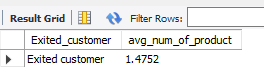 Result Grid Filter Rows:
Exited_customer avg_num_of_product
Exited customer 1.4752